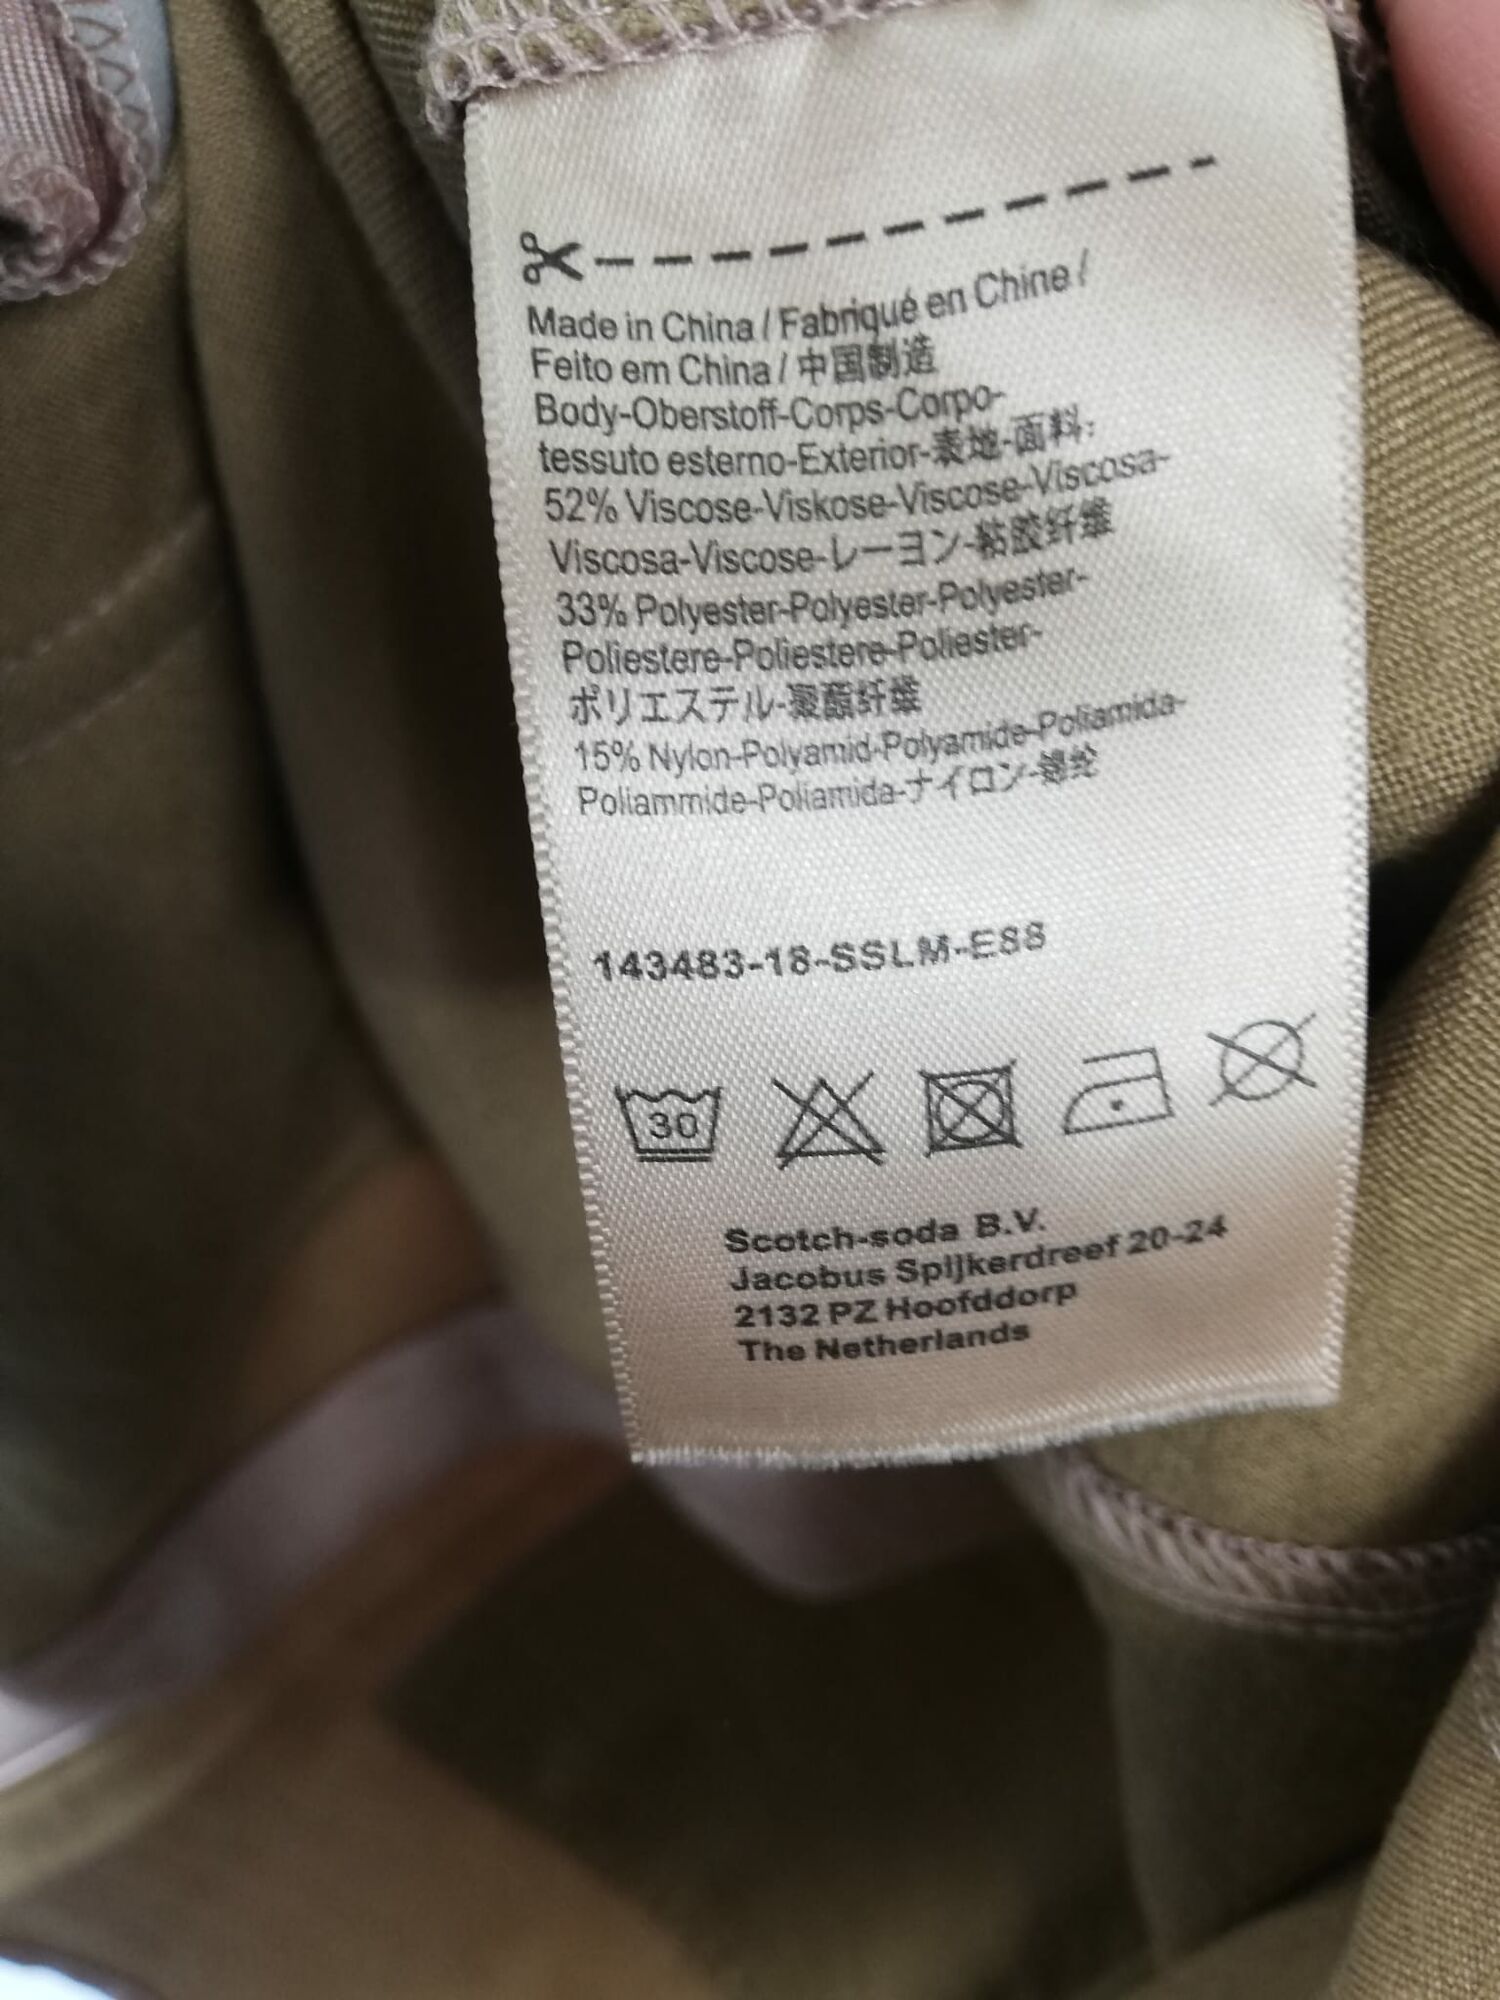 Made in China / Fabriqué en Chine /
Feito em China / 中国制造
Body-Oberstoff-Corps-Corpo-
tessuto esterno-Exterior-表地-面料:
52% Viscose-Viskose-Viscose-Viscosa-
Viscosa-Viscose-レーヨン-粘胶纤维
33% Polyester-Polyester-Polyester-
Poliestere-Poliestere-Poliester-
ポリエステル-聚酯纤维
15% Nylon-Polyamid-Polyamide-Poliamida-
Poliammide-Poliamida-ナイロン-锦纶
143483-18-SSLM-E88
30
Scotch-soda B.V.
Jacobus Spijkerdreef 20-24
2132 PZ Hoofddorp
The Netherlands